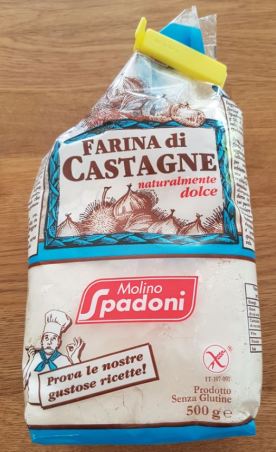 FARINA di
CASTAGNE
naturalmente
dolce
Molino
Spadoni
Prova le nostre
gustose ricette!
Prodotto
Senza Glutine
500 g e